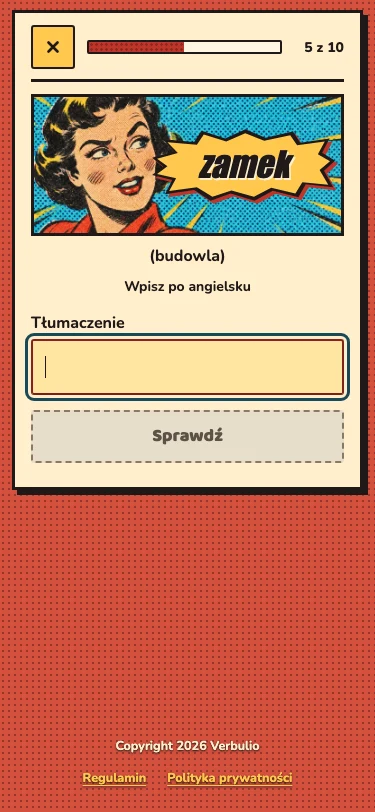 ✕
5 z 10
zamek
(budowla)
Wpisz po angielsku
Tłumaczenie
Sprawdź
Copyright 2026 Verbulio
Regulamin Polityka prywatności